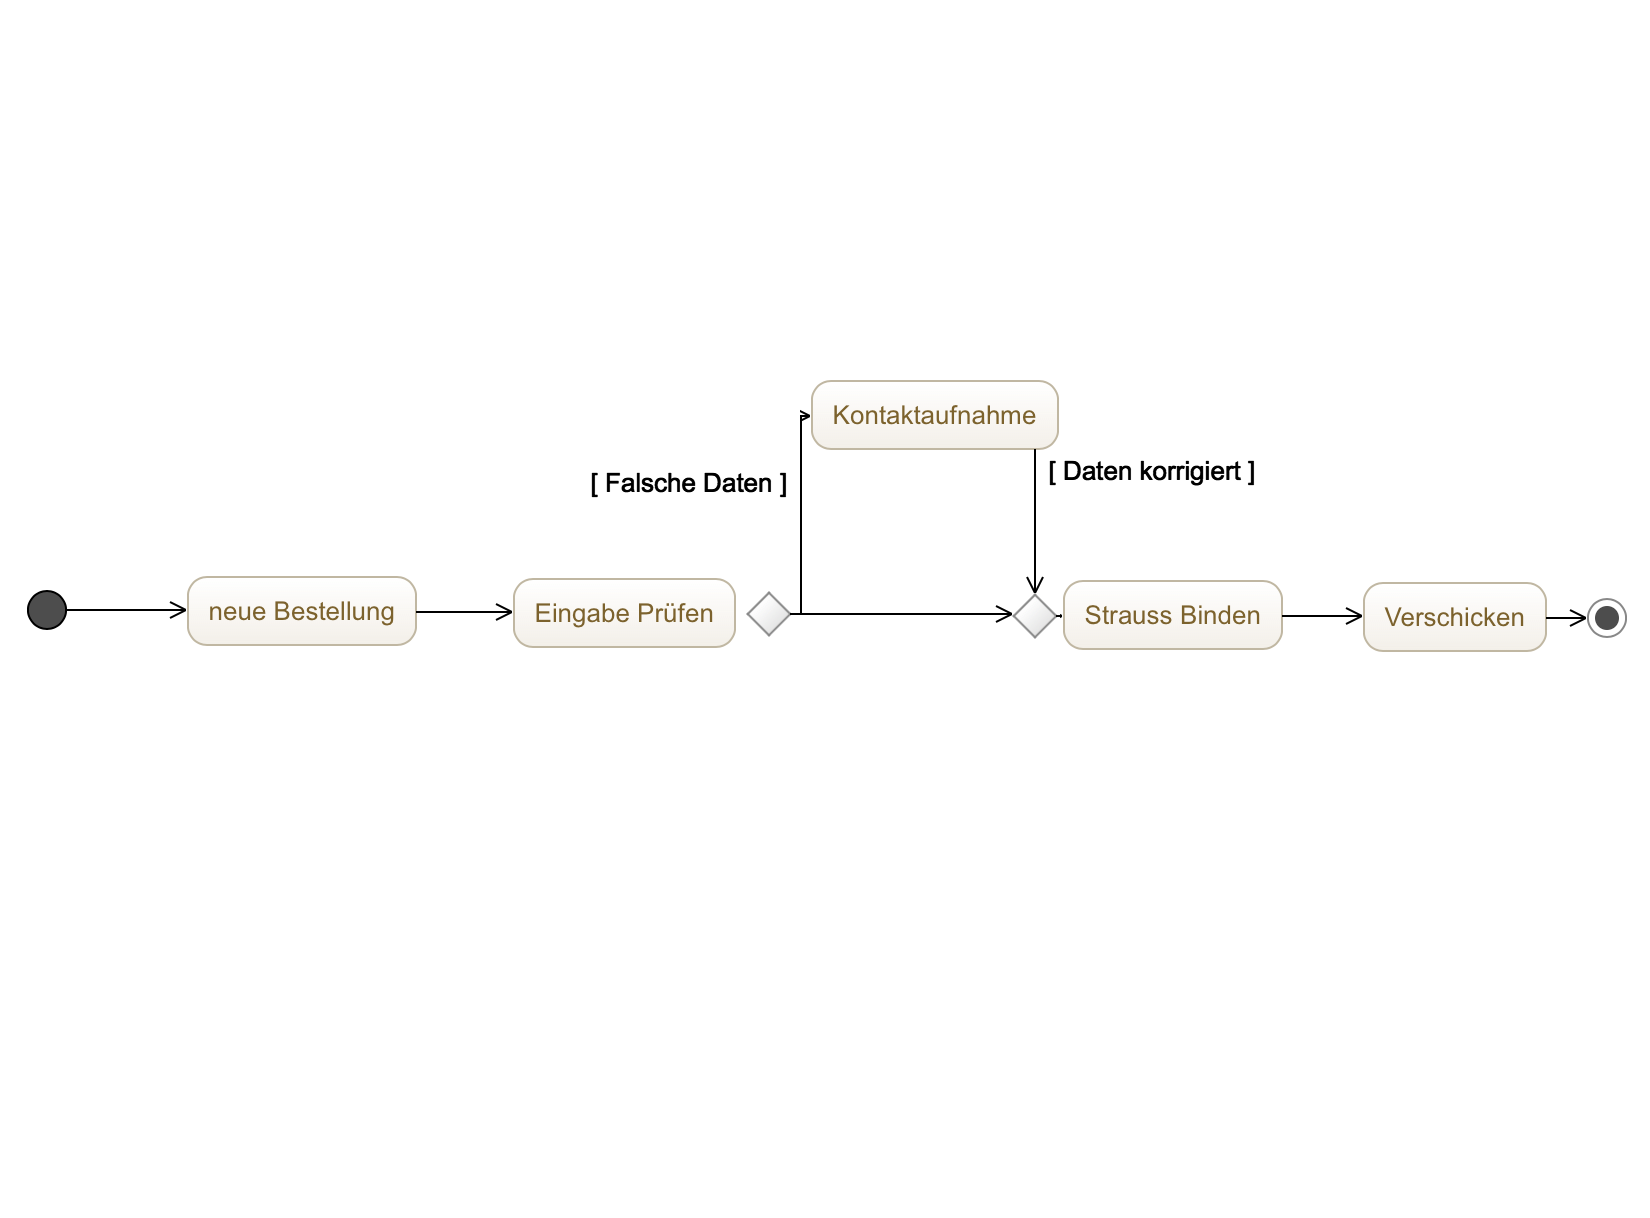 Kontaktaufnahme
[ Falsche Daten ]
[ Daten korrigiert ]
neue Bestellung
Eingabe Prüfen
Strauss Binden
Verschicken